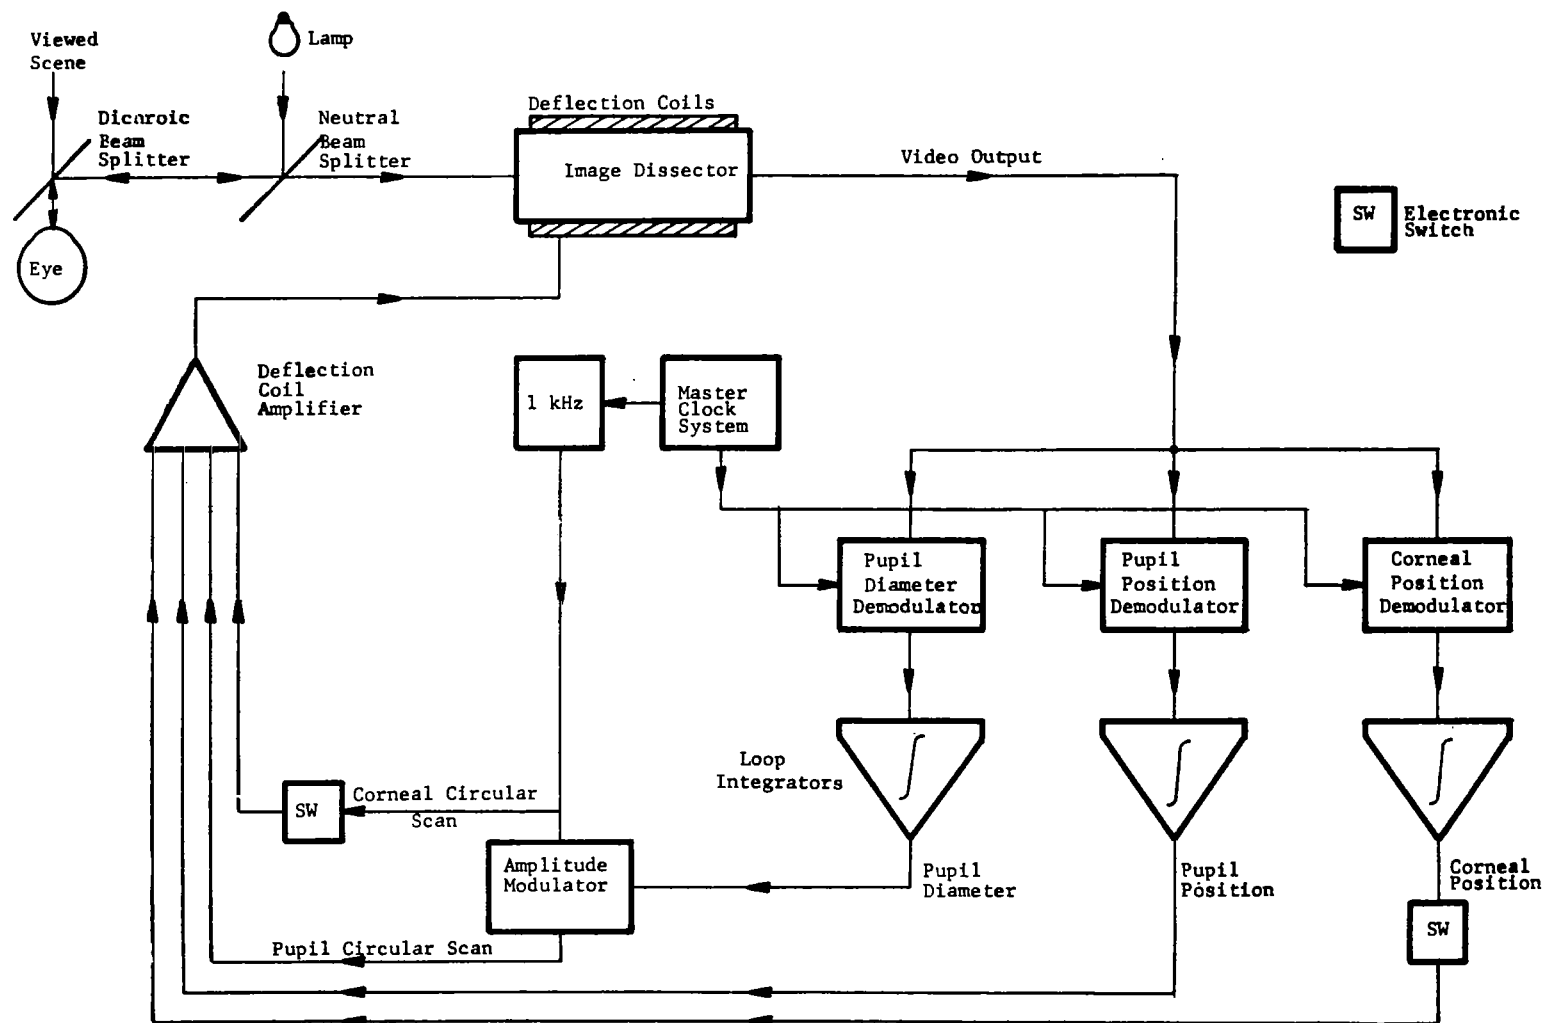 Viewed
Scene
Lamp
Dicnroic
Beam
Splitter
Neutral
Beam
Splitter
Deflection Coils
Image Dissector
Video Output
SW
Electronic
Switch
Eye
Deflection
Coil
Amplifier
1 kHz
Master
Clock
System
Pupil
Diameter
Demodulator
Pupil
Position
Demodulator
Corneal
Position
Demodulator
Loop
Integrators
∫
∫
∫
SW
Corneal Circular
Scan
Amplitude
Modulator
Pupil
Diameter
Pupil
Position
Corneal
Position
SW
Pupil Circular Scan